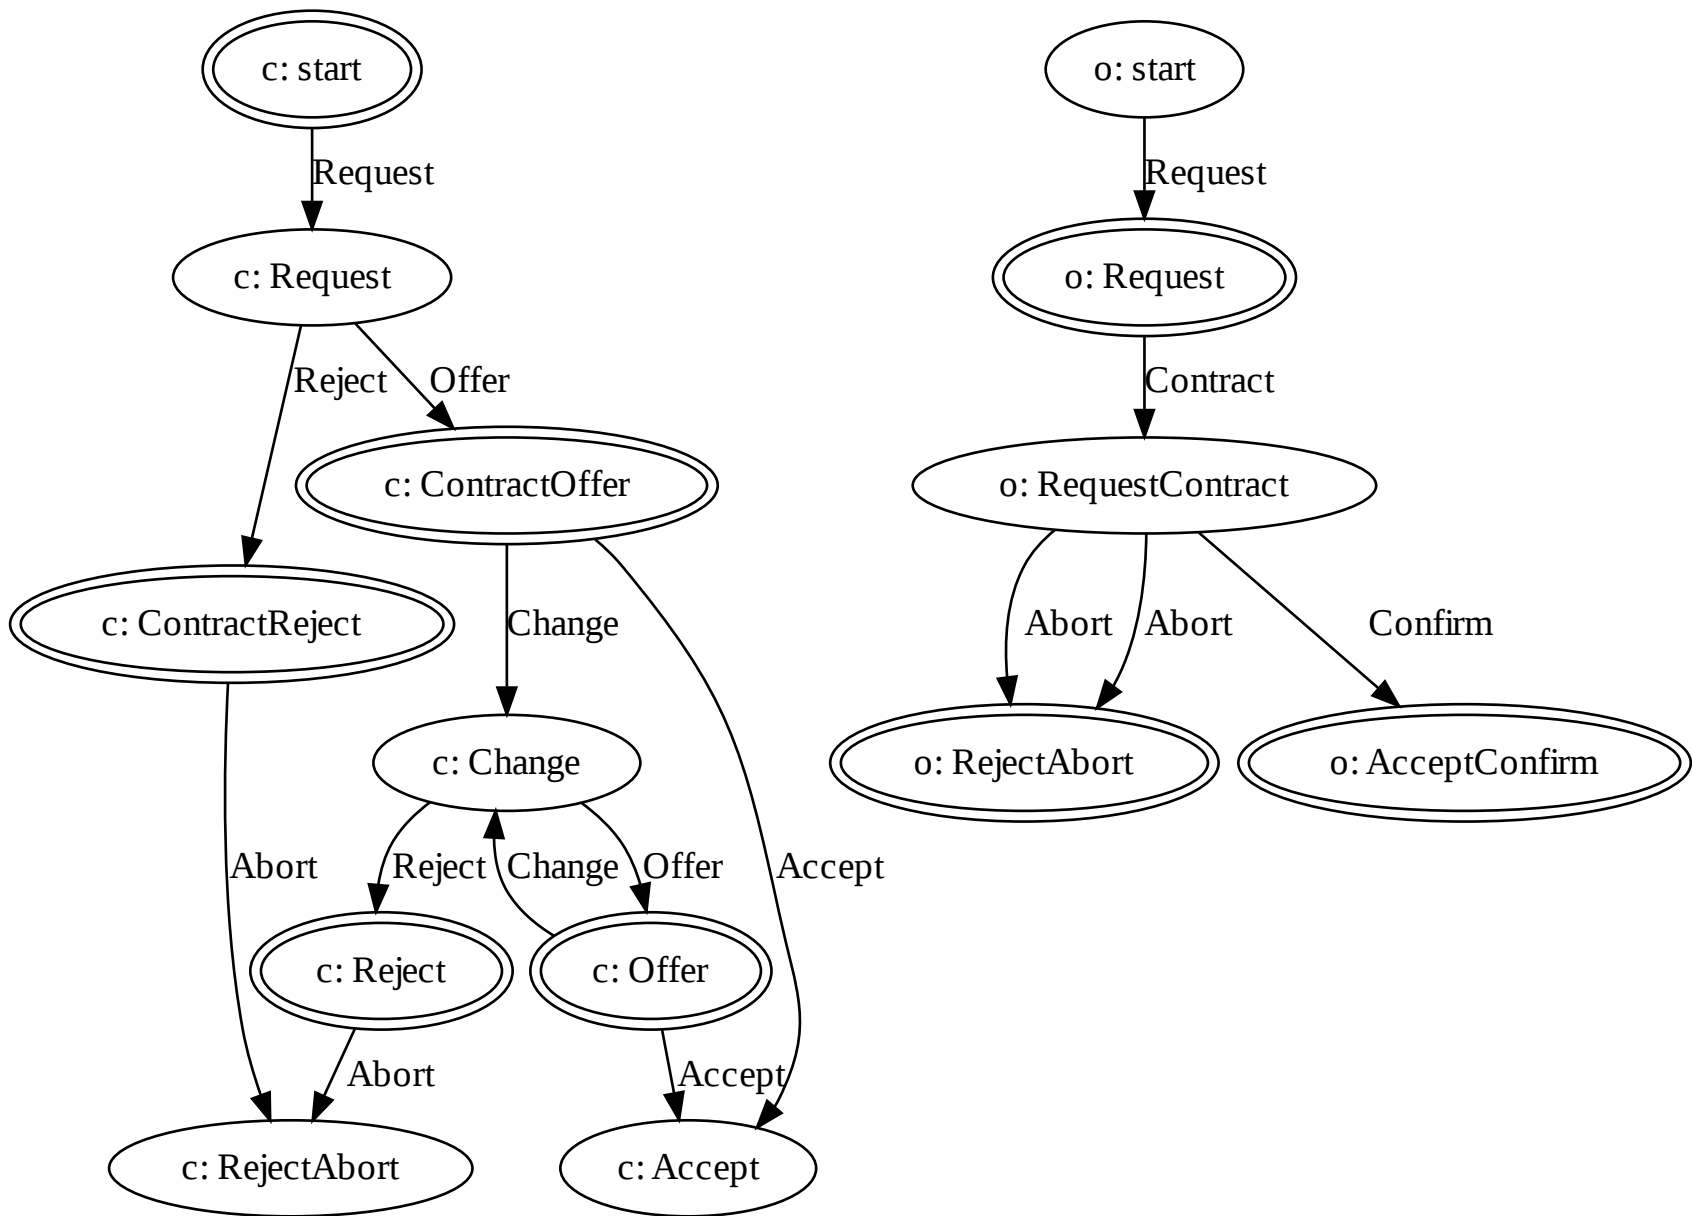 c: start
o: start
Request
Request
c: Request
o: Request
Reject
Offer
Contract
c: ContractOffer
o: RequestContract
c: ContractReject
Change
Abort
Abort
Confirm
c: Change
o: RejectAbort
o: AcceptConfirm
Abort
Reject
Change
Offer
Accept
c: Reject
c: Offer
Abort
Accept
c: RejectAbort
c: Accept